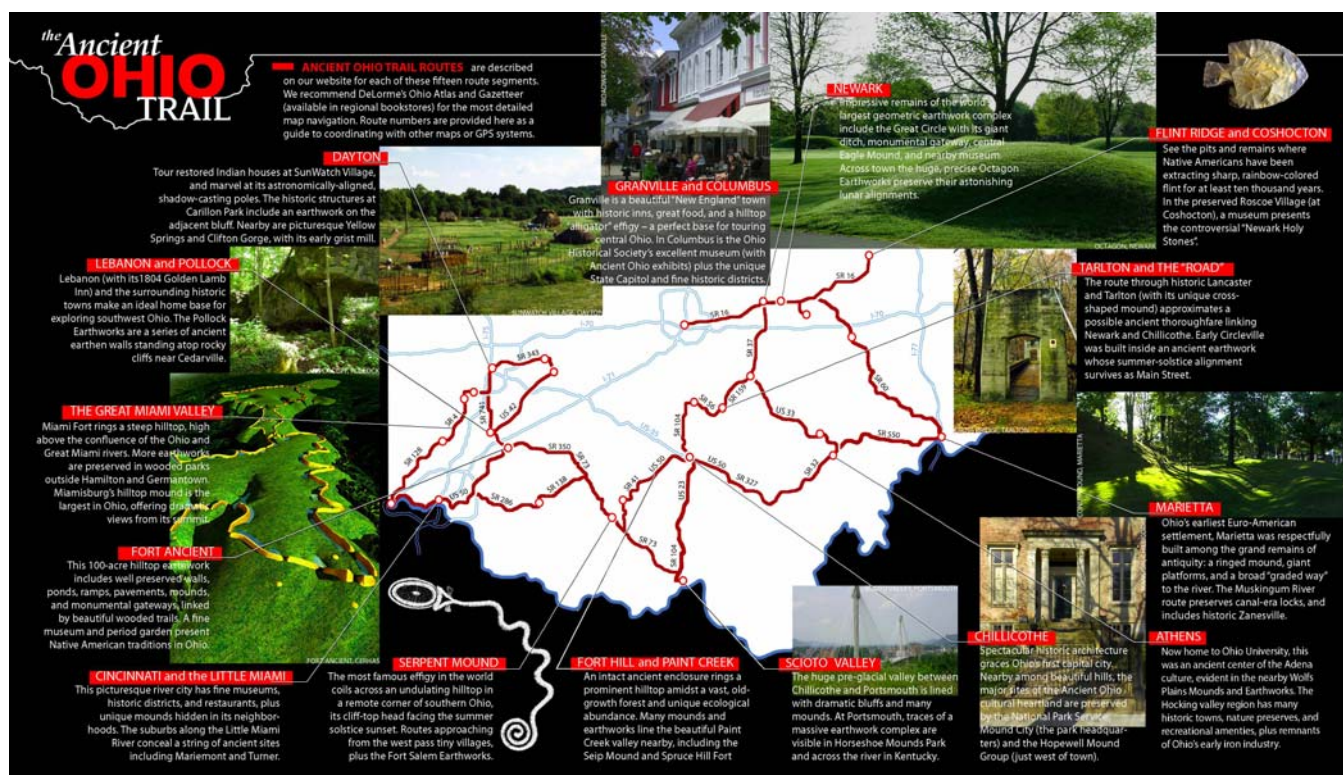 the Ancient
OHIO
TRAIL
ANCIENT OHIO TRAIL ROUTES are described
on our website for each of these fifteen route segments.
We recommend DeLorme's Ohio Atlas and Gazetteer
(available in regional bookstores) for the most detailed
map navigation. Route numbers are provided here as a
guide to coordinating with other maps or GPS systems.
DAYTON
Tour restored Indian houses at SunWatch Village,
and marvel at its astronomically-aligned,
shadow-casting poles. The historic structures at
Carillon Park include an earthwork on the
adjacent bluff. Nearby are picturesque Yellow
Springs and Clifton Gorge, with its early grist mill.
SUNWATCH VILLAGE, DAYTON
LEBANON and POLLOCK
Lebanon (with its1804 Golden Lamb
Inn) and the surrounding historic
towns make an ideal home base for
exploring southwest Ohio. The Pollock
Earthworks are a series of ancient
earthen walls standing atop rocky
cliffs near Cedarville.
THE GREAT MIAMI VALLEY
Miami Fort rings a steep hilltop, high
above the confluence of the Ohio and
Great Miami rivers. More earthworks
are preserved in wooded parks
outside Hamilton and Germantown.
Miamisburg's hilltop mound is the
largest in Ohio, offering dramatic
views from its summit.
FORT ANCIENT
This 100-acre hilltop earthwork
includes well preserved walls,
ponds, ramps, pavements, mounds,
and monumental gateways, linked
by beautiful wooded trails. A fine
museum and period garden present
Native American traditions in Ohio.
FORT ANCIENT, CERHAS
CINCINNATI and the LITTLE MIAMI
This picturesque river city has fine museums,
historic districts, and restaurants, plus
unique mounds hidden in its neighbor-
hoods. The suburbs along the Little Miami
River conceal a string of ancient sites
including Mariemont and Turner.
BROADWAY, GRANVILLE
GRANVILLE and COLUMBUS
Granville is a beautiful "New England" town
with historic inns, great food, and a hilltop
"alligator" effigy – a perfect base for touring
central Ohio. In Columbus is the Ohio
Historical Society's excellent museum (with
Ancient Ohio exhibits) plus the unique
State Capitol and fine historic districts.
NEWARK
Impressive remains of the world's
largest geometric earthwork complex
include the Great Circle with its giant
ditch, monumental gateway, central
Eagle Mound, and nearby museum.
Across town the huge, precise Octagon
Earthworks preserve their astonishing
lunar alignments.
OCTAGON, NEWARK
FLINT RIDGE and COSHOCTON
See the pits and remains where
Native Americans have been
extracting sharp, rainbow-colored
flint for at least ten thousand years.
In the preserved Roscoe Village (at
Coshocton), a museum presents
the controversial "Newark Holy
Stones".
TARLTON and THE "ROAD"
The route through historic Lancaster
and Tarlton (with its unique cross-
shaped mound) approximates a
possible ancient thoroughfare linking
Newark and Chillicothe. Early Circleville
was built inside an ancient earthwork
whose summer-solstice alignment
survives as Main Street.
MARIETTA
Ohio's earliest Euro-American
settlement, Marietta was respectfully
built among the grand remains of
antiquity: a ringed mound, giant
platforms, and a broad "graded way"
to the river. The Muskingum River
route preserves canal-era locks, and
includes historic Zanesville.
SR 16
SR 16
I-70
I-70
I-75
I-71
I-77
SR 343
SR 741
US 42
SR 4
SR 128
US 50
SR 286
SR 138
SR 350
SR 73
SR 73
SR 41
US 50
US 35
SR 104
SR 56
SR 159
SR 37
US 33
SR 60
SR 550
SR 32
US 50
SR 327
US 23
SR 104
SERPENT MOUND
The most famous effigy in the world
coils across an undulating hilltop in
a remote corner of southern Ohio,
its cliff-top head facing the summer
solstice sunset. Routes approaching
from the west pass tiny villages,
plus the Fort Salem Earthworks.
FORT HILL and PAINT CREEK
An intact ancient enclosure rings a
prominent hilltop amidst a vast, old-
growth forest and unique ecological
abundance. Many mounds and
earthworks line the beautiful Paint
Creek valley nearby, including the
Seip Mound and Spruce Hill Fort
SCIOTO VALLEY
The huge pre-glacial valley between
Chillicothe and Portsmouth is lined
with dramatic bluffs and many
mounds. At Portsmouth, traces of a
massive earthwork complex are
visible in Horseshoe Mounds Park
and across the river in Kentucky.
CHILLICOTHE
Spectacular historic architecture
graces Ohio's first capital city.
Nearby among beautiful hills, the
major sites of the Ancient Ohio
cultural heartland are preserved
by the National Park Service:
Mound City (the park headquar-
ters) and the Hopewell Mound
Group (just west of town).
ATHENS
Now home to Ohio University, this
was an ancient center of the Adena
culture, evident in the nearby Wolfs
Plains Mounds and Earthworks. The
Hocking valley region has many
historic towns, nature preserves, and
recreational amenties, plus remnants
of Ohio's early iron industry.